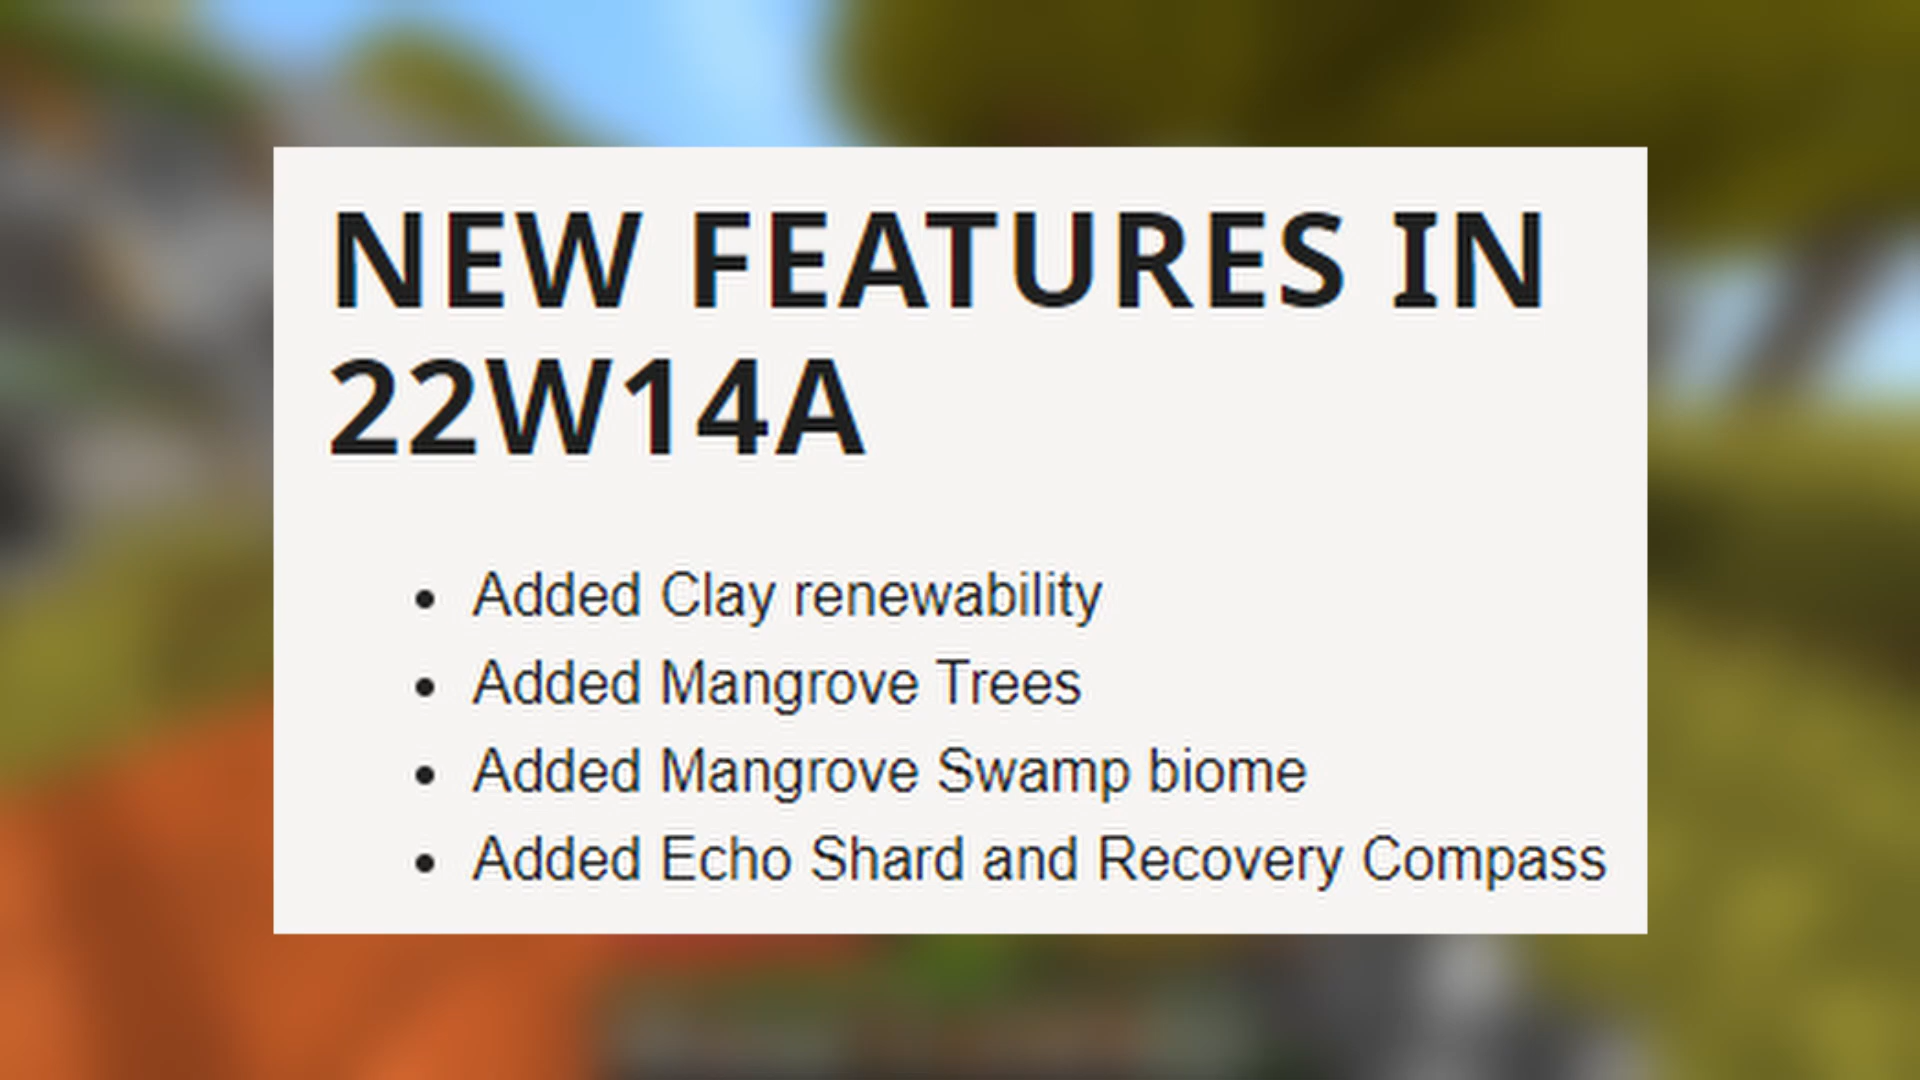 NEW FEATURES IN
22W14A
• Added Clay renewability
• Added Mangrove Trees
• Added Mangrove Swamp biome
• Added Echo Shard and Recovery Compass